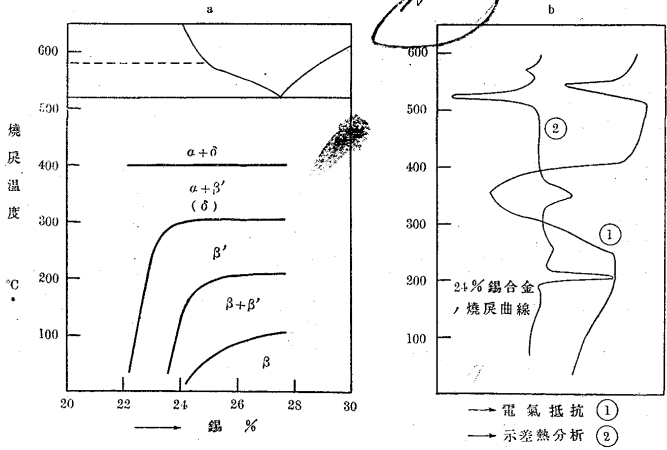 a
600
500
400
300
200
100
燒戻温度
℃
α+δ
α+β′
(δ)
β′
β+β′
β
20 22 24 26 28 30
→ 錫 %
b
600
500
400
300
200
100
②
①
24%錫合金
ノ燒戻曲線
→ 電氣抵抗 ①
→ 示差熱分析 ②